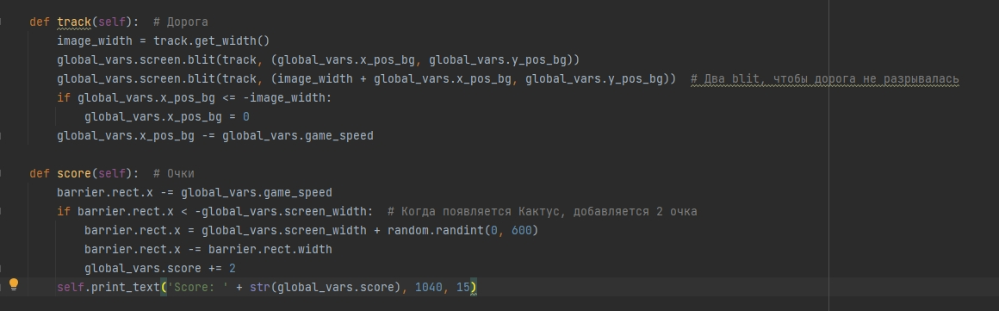 def track(self):  # Дорога
    image_width = track.get_width()
    global_vars.screen.blit(track, (global_vars.x_pos_bg, global_vars.y_pos_bg))
    global_vars.screen.blit(track, (image_width + global_vars.x_pos_bg, global_vars.y_pos_bg))  # Два blit, чтобы дорога не разрывалась
    if global_vars.x_pos_bg <= -image_width:
        global_vars.x_pos_bg = 0
    global_vars.x_pos_bg -= global_vars.game_speed

def score(self):  # Очки
    barrier.rect.x -= global_vars.game_speed
    if barrier.rect.x < -global_vars.screen_width:  # Когда появляется Кактус, добавляется 2 очка
        barrier.rect.x = global_vars.screen_width + random.randint(0, 600)
        barrier.rect.x -= barrier.rect.width
        global_vars.score += 2
    self.print_text('Score: ' + str(global_vars.score), 1040, 15)